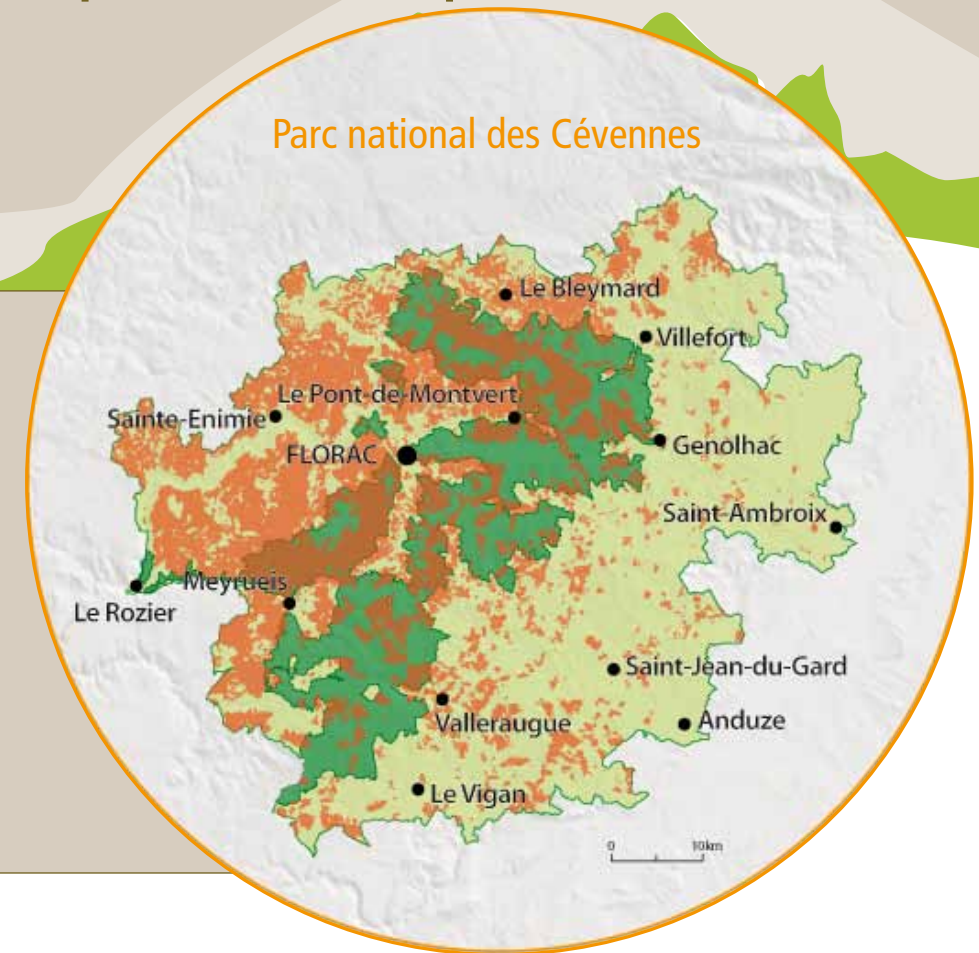 Parc national des Cévennes
Le Bleymard
Villefort
Le Pont-de-Montvert
Sainte-Enimie
FLORAC
Genolhac
Saint-Ambroix
Meyrueis
Le Rozier
Saint-Jean-du-Gard
Valleraugue
Anduze
Le Vigan
0 10km